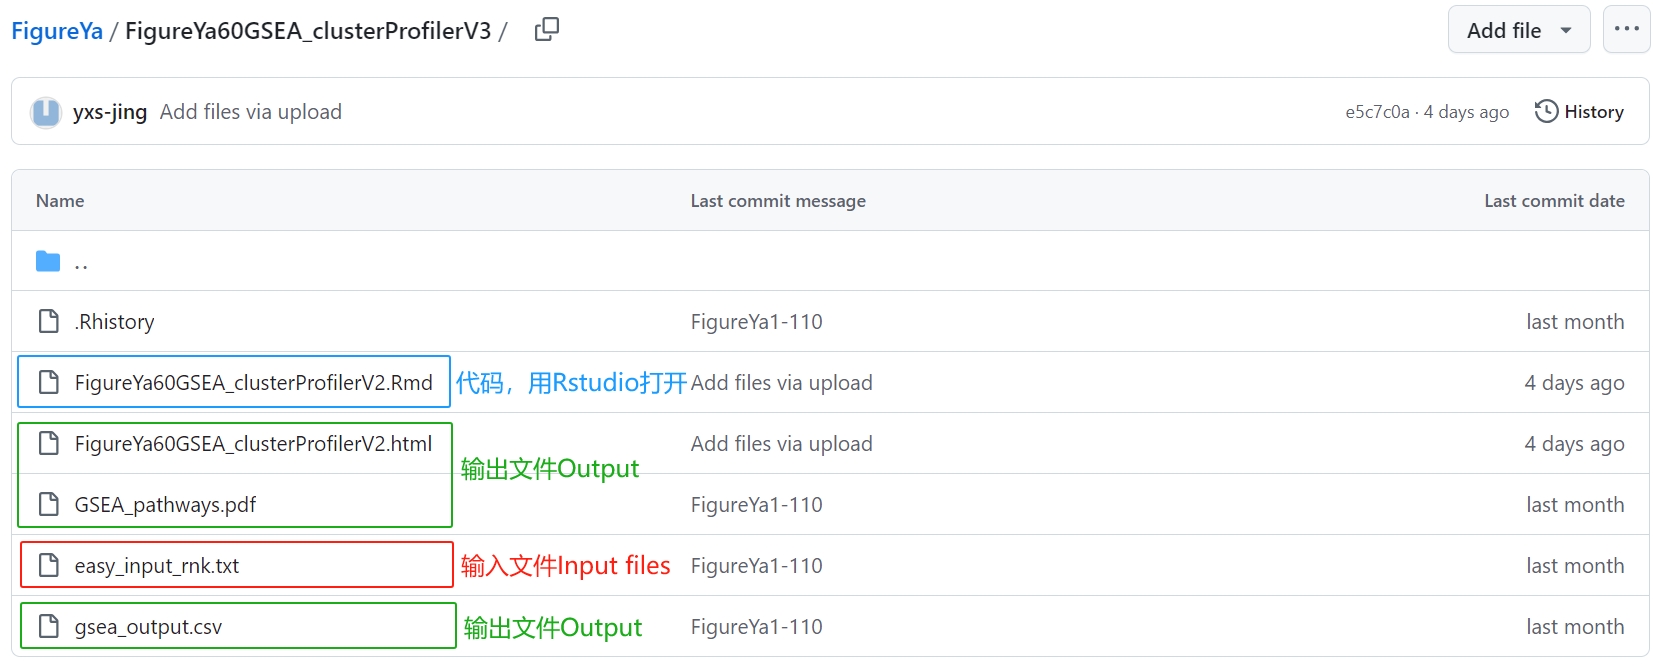 FigureYa / FigureYa60GSEA_clusterProfilerV3 /
Add file
yxs-jing Add files via upload
e5c7c0a · 4 days ago
History
Name Last commit message Last commit date
..
.Rhistory FigureYa1-110 last month
FigureYa60GSEA_clusterProfilerV2.Rmd 代码，用Rstudio打开 Add files via upload 4 days ago
FigureYa60GSEA_clusterProfilerV2.html Add files via upload 4 days ago
输出文件Output
GSEA_pathways.pdf FigureYa1-110 last month
easy_input_rnk.txt 输入文件Input files FigureYa1-110 last month
gsea_output.csv 输出文件Output FigureYa1-110 last month